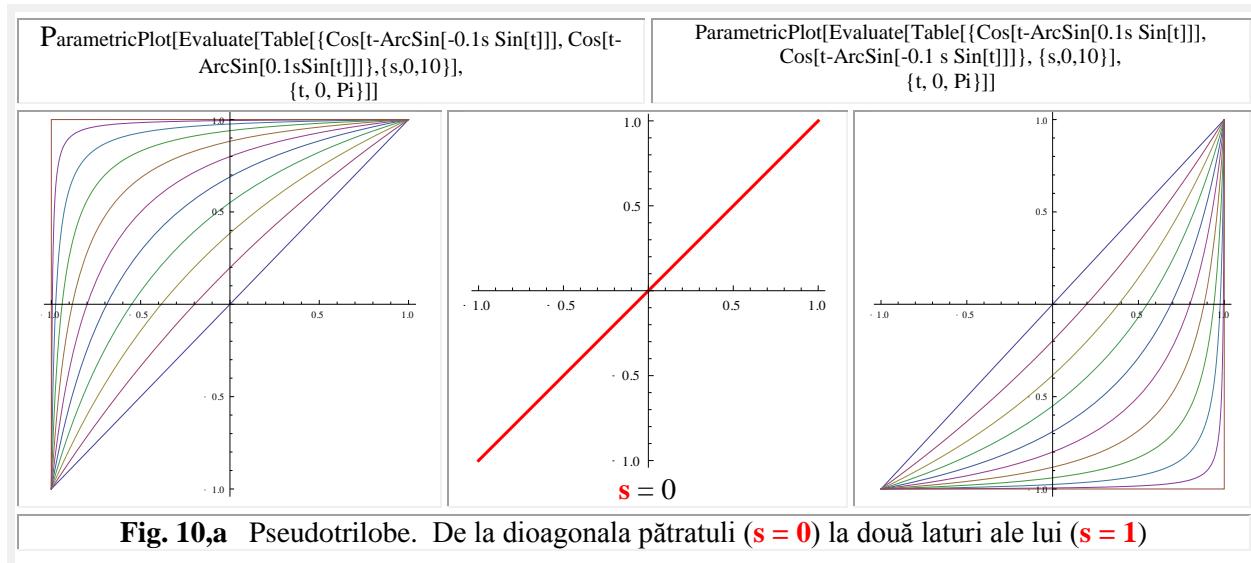 ParametricPlot[Evaluate[Table[{Cos[t-ArcSin[-0.1s Sin[t]]], Cos[t-
ArcSin[0.1sSin[t]]]},{s,0,10}],
{t, 0, Pi}]]
ParametricPlot[Evaluate[Table[{Cos[t-ArcSin[0.1s Sin[t]]],
Cos[t-ArcSin[-0.1 s Sin[t]]]}, {s,0,10}],
{t, 0, Pi}]]
1.0
0.5
- 1.0 - 0.5 0.5 1.0
- 0.5
- 1.0
1.0
0.5
- 1.0 - 0.5 0.5 1.0
- 0.5
- 1.0
s = 0
1.0
0.5
- 1.0 - 0.5 0.5 1.0
- 0.5
- 1.0
Fig. 10,a Pseudotrilobe. De la dioagonala pătratuli (s = 0) la două laturi ale lui (s = 1)